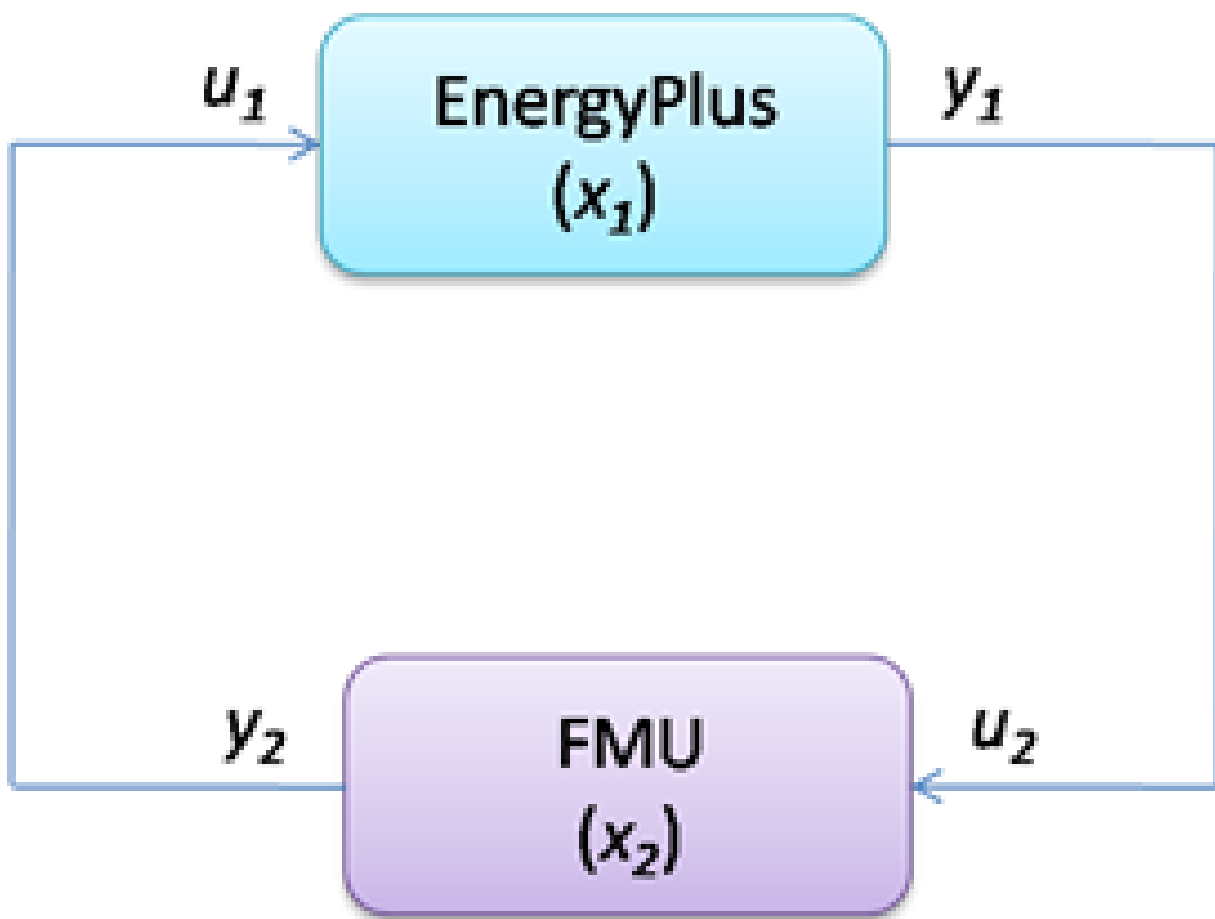 u₁
EnergyPlus
(x₁)
y₁
y₂
FMU
(x₂)
u₂